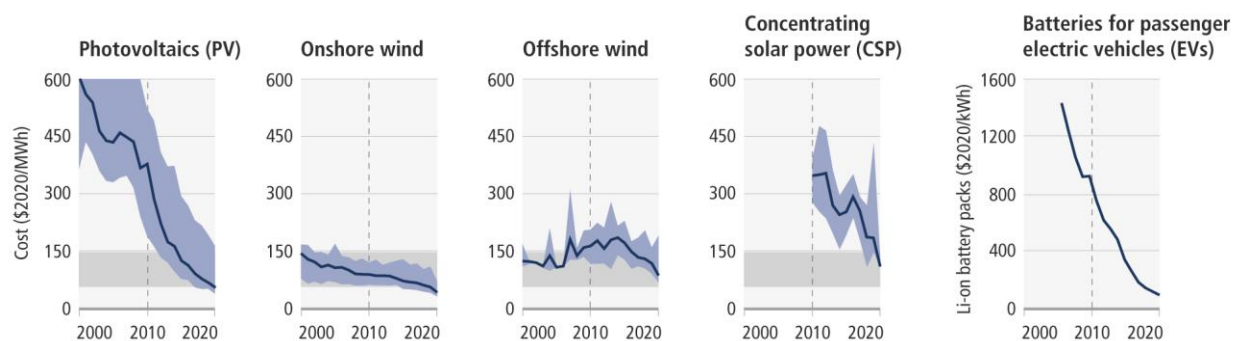 Photovoltaics (PV)
Onshore wind
Offshore wind
Concentrating
solar power (CSP)
Batteries for passenger
electric vehicles (EVs)
Cost ($2020/MWh)
600
450
300
150
0
2000 2010 2020
600
450
300
150
0
2000 2010 2020
600
450
300
150
0
2000 2010 2020
600
450
300
150
0
2000 2010 2020
Li-on battery packs ($2020/kWh)
1600
1200
800
400
0
2000 2010 2020